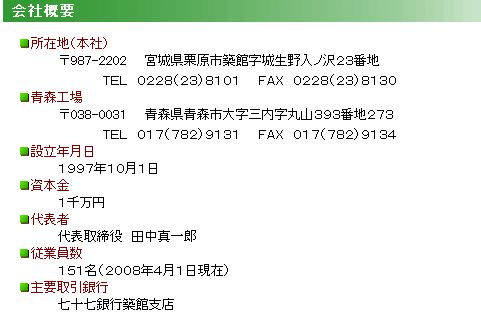 会社概要
所在地(本社)
〒987-2202 宮城県栗原市築館字城生野入ノ沢23番地
TEL 0228(23)8101 FAX 0228(23)8130
青森工場
〒038-0031 青森県青森市大字三内字丸山393番地273
TEL 017(782)9131 FAX 017(782)9134
設立年月日
1997年10月1日
資本金
1千万円
代表者
代表取締役 田中真一郎
従業員数
151名(2008年4月1日現在)
主要取引銀行
七十七銀行築館支店